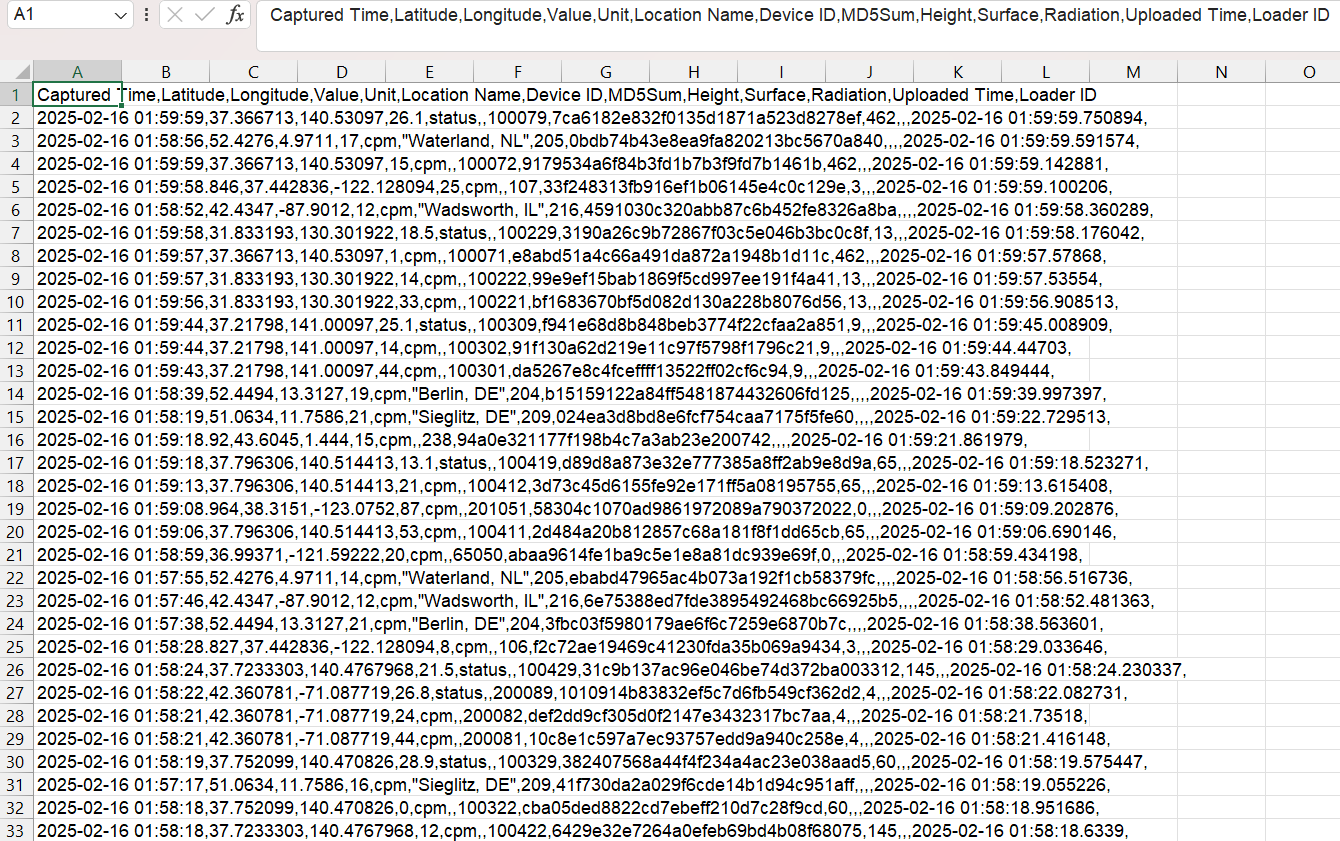 A1
fx
Captured Time,Latitude,Longitude,Value,Unit,Location Name,Device ID,MD5Sum,Height,Surface,Radiation,Uploaded Time,Loader ID
A B C D E F G H I J K L M N O
1 Captured Time,Latitude,Longitude,Value,Unit,Location Name,Device ID,MD5Sum,Height,Surface,Radiation,Uploaded Time,Loader ID
2 2025-02-16 01:59:59,37.366713,140.53097,26.1,status,,100079,7ca6182e832f0135d1871a523d8278ef,462,,,2025-02-16 01:59:59.750894,
3 2025-02-16 01:58:56,52.4276,4.9711,17,cpm,"Waterland, NL",205,0bdb74b43e8ea9fa820213bc5670a840,,,,2025-02-16 01:59:59.591574,
4 2025-02-16 01:59:59,37.366713,140.53097,15,cpm,,100072,9179534a6f84b3fd1b7b3f9fd7b1461b,462,,,2025-02-16 01:59:59.142881,
5 2025-02-16 01:59:58.846,37.442836,-122.128094,25,cpm,,107,33f248313fb916ef1b06145e4c0c129e,3,,,2025-02-16 01:59:59.100206,
6 2025-02-16 01:58:52,42.4347,-87.9012,12,cpm,"Wadsworth, IL",216,4591030c320abb87c6b452fe8326a8ba,,,,2025-02-16 01:59:58.360289,
7 2025-02-16 01:59:58,31.833193,130.301922,18.5,status,,100229,3190a26c9b72867f03c5e046b3bc0c8f,13,,,2025-02-16 01:59:58.176042,
8 2025-02-16 01:59:57,37.366713,140.53097,1,cpm,,100071,e8abd51a4c66a491da872a1948b1d11c,462,,,2025-02-16 01:59:57.57868,
9 2025-02-16 01:59:57,31.833193,130.301922,14,cpm,,100222,99e9ef15bab1869f5cd997ee191f4a41,13,,,2025-02-16 01:59:57.53554,
10 2025-02-16 01:59:56,31.833193,130.301922,33,cpm,,100221,bf1683670bf5d082d130a228b8076d56,13,,,2025-02-16 01:59:56.908513,
11 2025-02-16 01:59:44,37.21798,141.00097,25.1,status,,100309,f941e68d8b848beb3774f22cfaa2a851,9,,,2025-02-16 01:59:45.008909,
12 2025-02-16 01:59:44,37.21798,141.00097,14,cpm,,100302,91f130a62d219e11c97f5798f1796c21,9,,,2025-02-16 01:59:44.44703,
13 2025-02-16 01:59:43,37.21798,141.00097,44,cpm,,100301,da5267e8c4fceffff13522ff02cf6c94,9,,,2025-02-16 01:59:43.849444,
14 2025-02-16 01:58:39,52.4494,13.3127,19,cpm,"Berlin, DE",204,b15159122a84ff5481874432606fd125,,,,2025-02-16 01:59:39.997397,
15 2025-02-16 01:58:19,51.0634,11.7586,21,cpm,"Sieglitz, DE",209,024ea3d8bd8e6fcf754caa7175f5fe60,,,,2025-02-16 01:59:22.729513,
16 2025-02-16 01:59:18.92,43.6045,1.444,15,cpm,,238,94a0e321177f198b4c7a3ab23e200742,,,,2025-02-16 01:59:21.861979,
17 2025-02-16 01:59:18,37.796306,140.514413,13.1,status,,100419,d89d8a873e32e777385a8ff2ab9e8d9a,65,,,2025-02-16 01:59:18.523271,
18 2025-02-16 01:59:13,37.796306,140.514413,21,cpm,,100412,3d73c45d6155fe92e171ff5a08195755,65,,,2025-02-16 01:59:13.615408,
19 2025-02-16 01:59:08.964,38.3151,-123.0752,87,cpm,,201051,58304c1070ad9861972089a790372022,0,,,2025-02-16 01:59:09.202876,
20 2025-02-16 01:59:06,37.796306,140.514413,53,cpm,,100411,2d484a20b812857c68a181f8f1dd65cb,65,,,2025-02-16 01:59:06.690146,
21 2025-02-16 01:58:59,36.99371,-121.59222,20,cpm,,65050,abaa9614fe1ba9c5e1e8a81dc939e69f,0,,,2025-02-16 01:58:59.434198,
22 2025-02-16 01:57:55,52.4276,4.9711,14,cpm,"Waterland, NL",205,ebabd47965ac4b073a192f1cb58379fc,,,,2025-02-16 01:58:56.516736,
23 2025-02-16 01:57:46,42.4347,-87.9012,12,cpm,"Wadsworth, IL",216,6e75388ed7fde3895492468bc66925b5,,,,2025-02-16 01:58:52.481363,
24 2025-02-16 01:57:38,52.4494,13.3127,21,cpm,"Berlin, DE",204,3fbc03f5980179ae6f6c7259e6870b7c,,,,2025-02-16 01:58:38.563601,
25 2025-02-16 01:58:28.827,37.442836,-122.128094,8,cpm,,106,f2c72ae19469c41230fda35b069a9434,3,,,2025-02-16 01:58:29.033646,
26 2025-02-16 01:58:24,37.7233303,140.4767968,21.5,status,,100429,31c9b137ac96e046be74d372ba003312,145,,,2025-02-16 01:58:24.230337,
27 2025-02-16 01:58:22,42.360781,-71.087719,26.8,status,,200089,1010914b83832ef5c7d6fb549cf362d2,4,,,2025-02-16 01:58:22.082731,
28 2025-02-16 01:58:21,42.360781,-71.087719,24,cpm,,200082,def2dd9cf305d0f2147e3432317bc7aa,4,,,2025-02-16 01:58:21.73518,
29 2025-02-16 01:58:21,42.360781,-71.087719,44,cpm,,200081,10c8e1c597a7ec93757edd9a940c258e,4,,,2025-02-16 01:58:21.416148,
30 2025-02-16 01:58:19,37.752099,140.470826,28.9,status,,100329,382407568a44f4f234a4ac23e038aad5,60,,,2025-02-16 01:58:19.575447,
31 2025-02-16 01:57:17,51.0634,11.7586,16,cpm,"Sieglitz, DE",209,41f730da2a029f6cde14b1d94c951aff,,,,2025-02-16 01:58:19.055226,
32 2025-02-16 01:58:18,37.752099,140.470826,0,cpm,,100322,cba05ded8822cd7ebeff210d7c28f9cd,60,,,2025-02-16 01:58:18.951686,
33 2025-02-16 01:58:18,37.7233303,140.4767968,12,cpm,,100422,6429e32e7264a0efeb69bd4b08f68075,145,,,2025-02-16 01:58:18.6339,